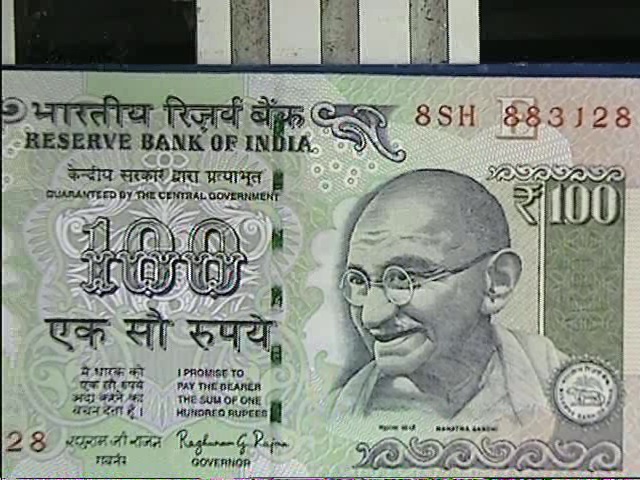 भारतीय रिज़र्व बैंक
8SH 883128
RESERVE BANK OF INDIA
केन्द्रीय सरकार द्वारा प्रत्याभूत
GUARANTEED BY THE CENTRAL GOVERNMENT
₹100
100
एक सौ रुपये
मैं धारक को
एक सौ रुपये
अदा करने का
वचन देता हूँ।
I PROMISE TO
PAY THE BEARER
THE SUM OF ONE
HUNDRED RUPEES
28
रघुराम जी राजन
Raghuram G. Rajan
गवर्नर
GOVERNOR
महात्मा गांधी
MAHATMA GANDHI